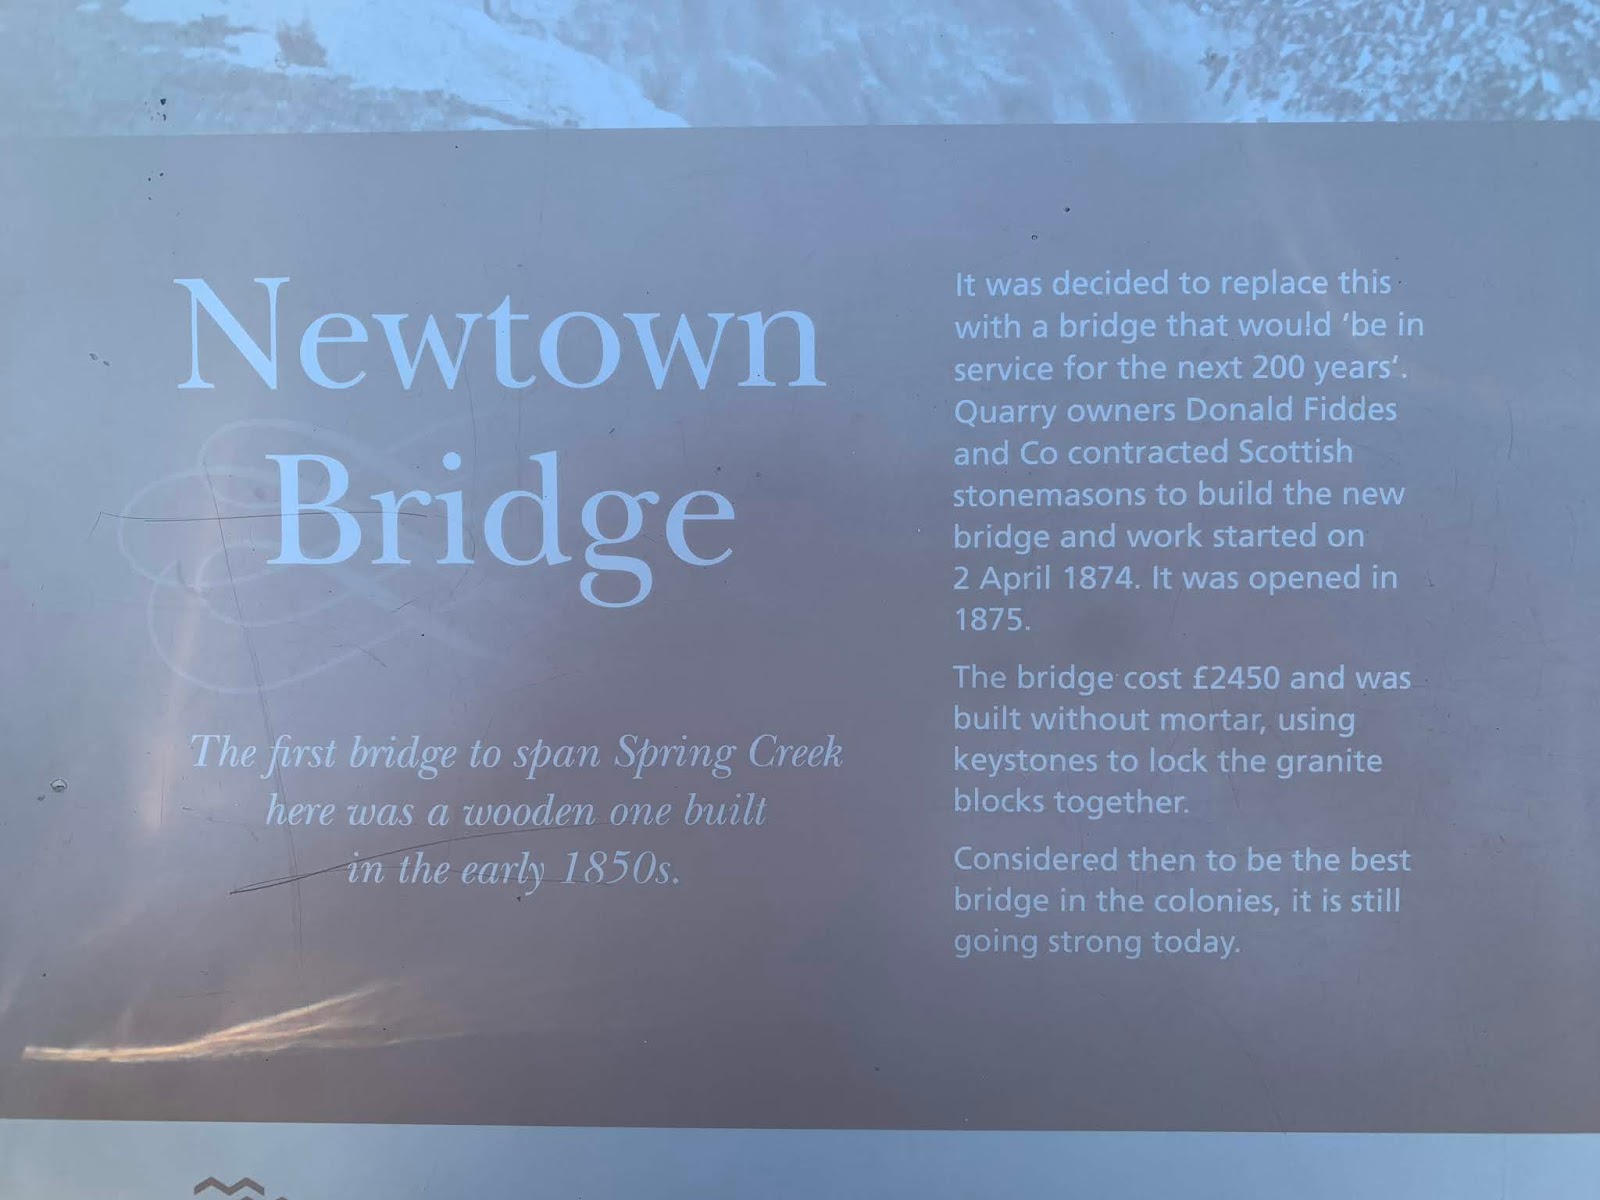 Newtown
Bridge
The first bridge to span Spring Creek
here was a wooden one built
in the early 1850s.
It was decided to replace this
with a bridge that would ‘be in
service for the next 200 years‘.
Quarry owners Donald Fiddes
and Co contracted Scottish
stonemasons to build the new
bridge and work started on
2 April 1874. It was opened in
1875.
The bridge cost £2450 and was
built without mortar, using
keystones to lock the granite
blocks together.
Considered then to be the best
bridge in the colonies, it is still
going strong today.